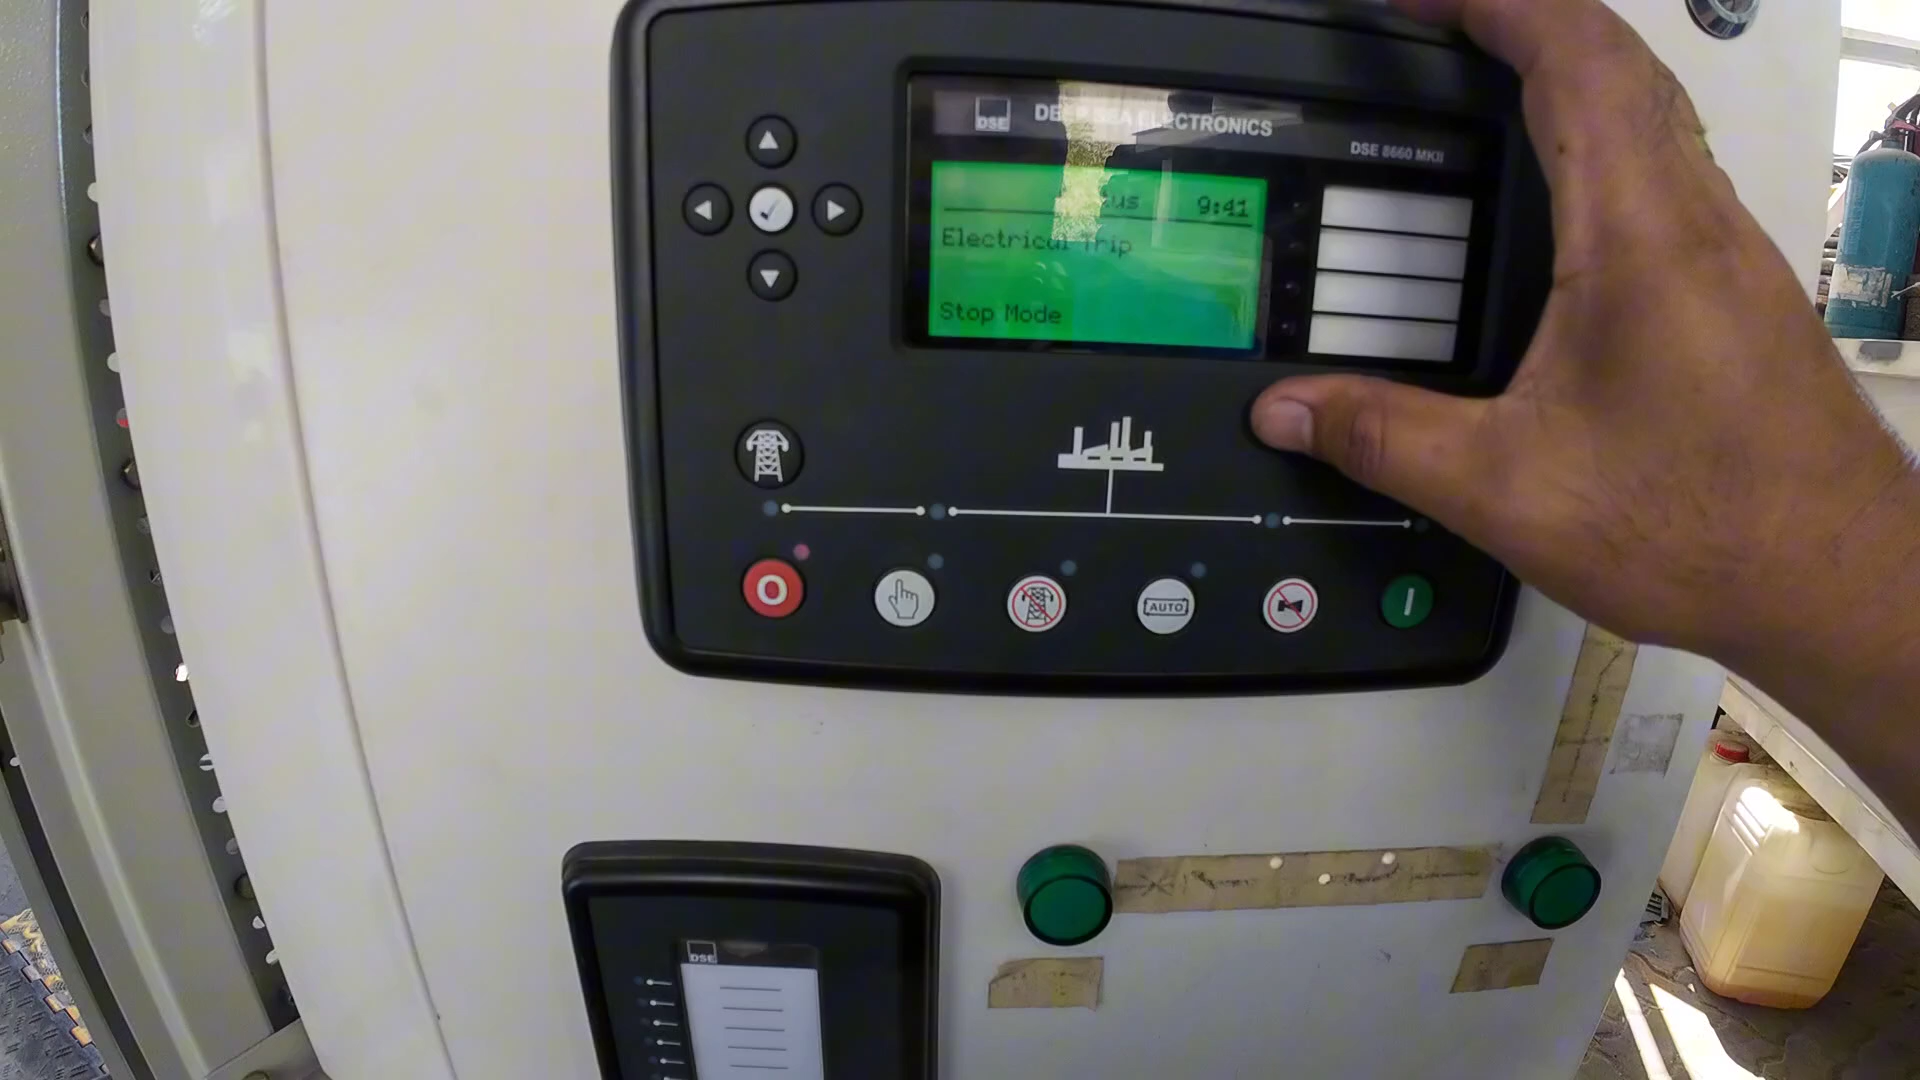 DSE DEEP SEA ELECTRONICS
DSE 8660 MKII
9:41
Electrical Trip
Stop Mode
O
AUTO
I
DSE